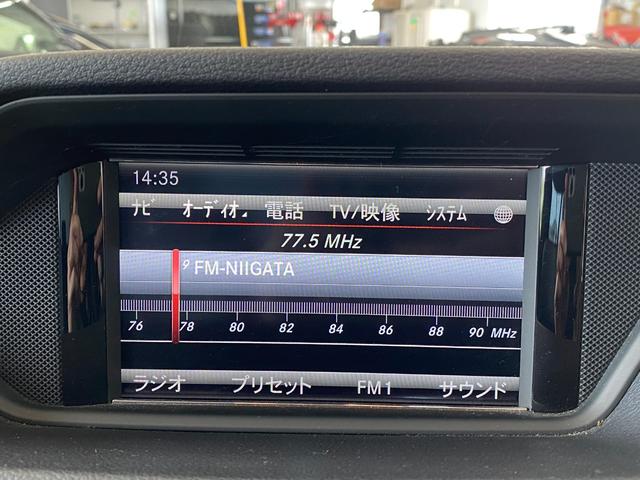 14:35
ナビ オーディオ 電話 TV/映像 システム
77.5 MHz
9 FM-NIIGATA
76 78 80 82 84 86 88 90 MHz
ラジオ プリセット FM1 サウンド